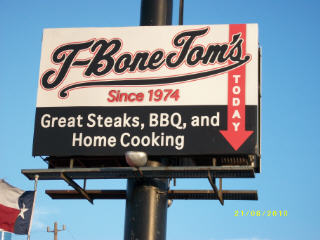 T-Bone Tom's
Since 1974
Great Steaks, BBQ, and
Home Cooking
TODAY
21/06/2010